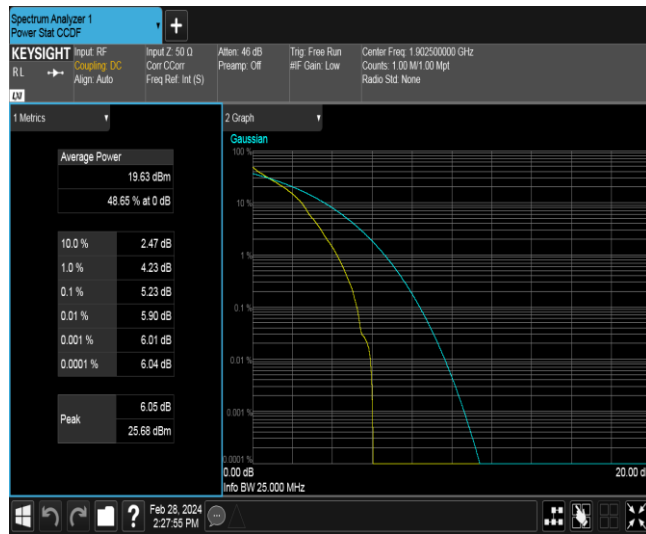 Spectrum Analyzer 1
Power Stat CCDF
+
KEYSIGHT
RL
LXI
Input: RF
Coupling: DC
Align: Auto
Input Z: 50 Ω
Corr CCorr
Freq Ref: Int (S)
Atten: 46 dB
Preamp: Off
Trig: Free Run
#IF Gain: Low
Center Freq: 1.902500000 GHz
Counts: 1.00 M/1.00 Mpt
Radio Std: None
1 Metrics
Average Power
19.63 dBm
48.65 % at 0 dB
10.0 % 2.47 dB
1.0 % 4.23 dB
0.1 % 5.23 dB
0.01 % 5.90 dB
0.001 % 6.01 dB
0.0001 % 6.04 dB
Peak
6.05 dB
25.68 dBm
2 Graph
Gaussian
100 %
10 %
1 %
0.1 %
0.01 %
0.001 %
0.0001 %
0.00 dB
20.00 d
Info BW 25.000 MHz
?
Feb 28, 2024
2:27:55 PM